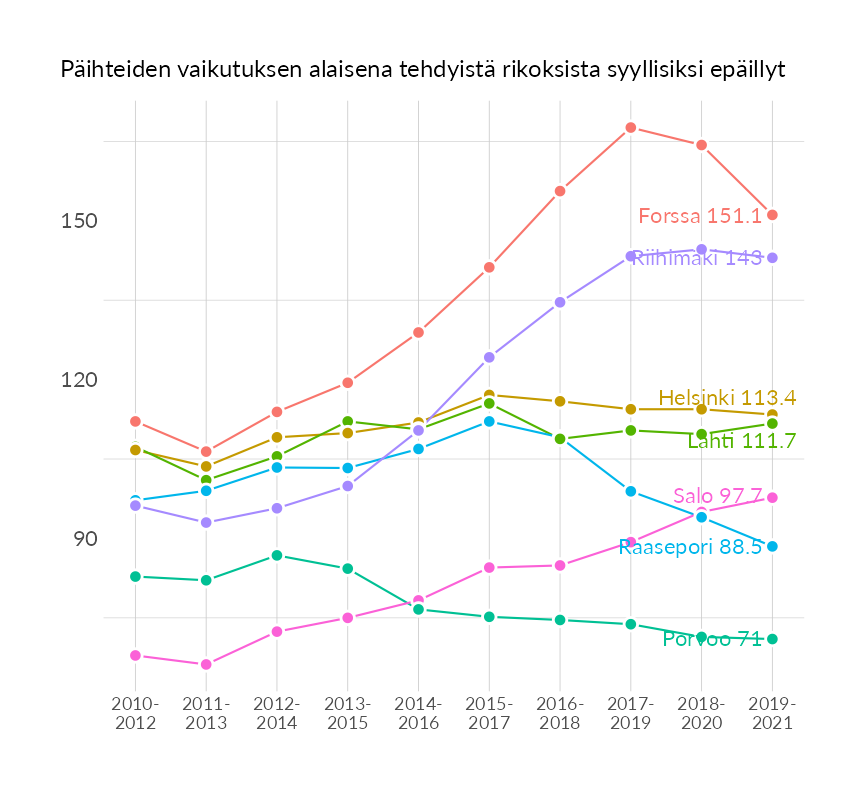 Päihteiden vaikutuksen alaisena tehdyistä rikoksista syyllisiksi epäillyt
150
120
90
Forssa 151.1
Riihimäki 143
Helsinki 113.4
Lahti 111.7
Salo 97.7
Raasepori 88.5
Porvoo 71
2010- 2011- 2012- 2013- 2014- 2015- 2016- 2017- 2018- 2019-
2012 2013 2014 2015 2016 2017 2018 2019 2020 2021